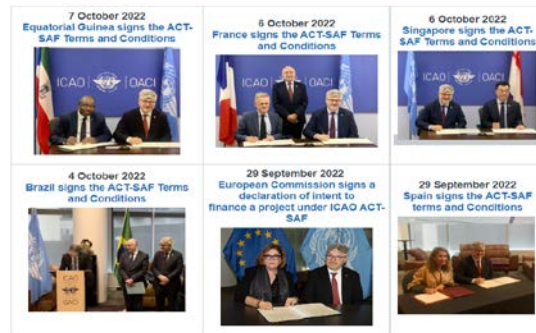 7 October 2022
Equatorial Guinea signs the ACT-
SAF Terms and Conditions
ICAO OACI
6 October 2022
France signs the ACT-SAF Terms
and Conditions
ICAO OACI
6 October 2022
Singapore signs the ACT-
SAF Terms and Conditions
ICAO OACI
4 October 2022
Brazil signs the ACT-SAF Terms
and Conditions
ICAO
OACI
29 September 2022
European Commission signs a
declaration of intent to
finance a project under ICAO ACT-
SAF
29 September 2022
Spain signs the ACT-SAF
terms and Conditions